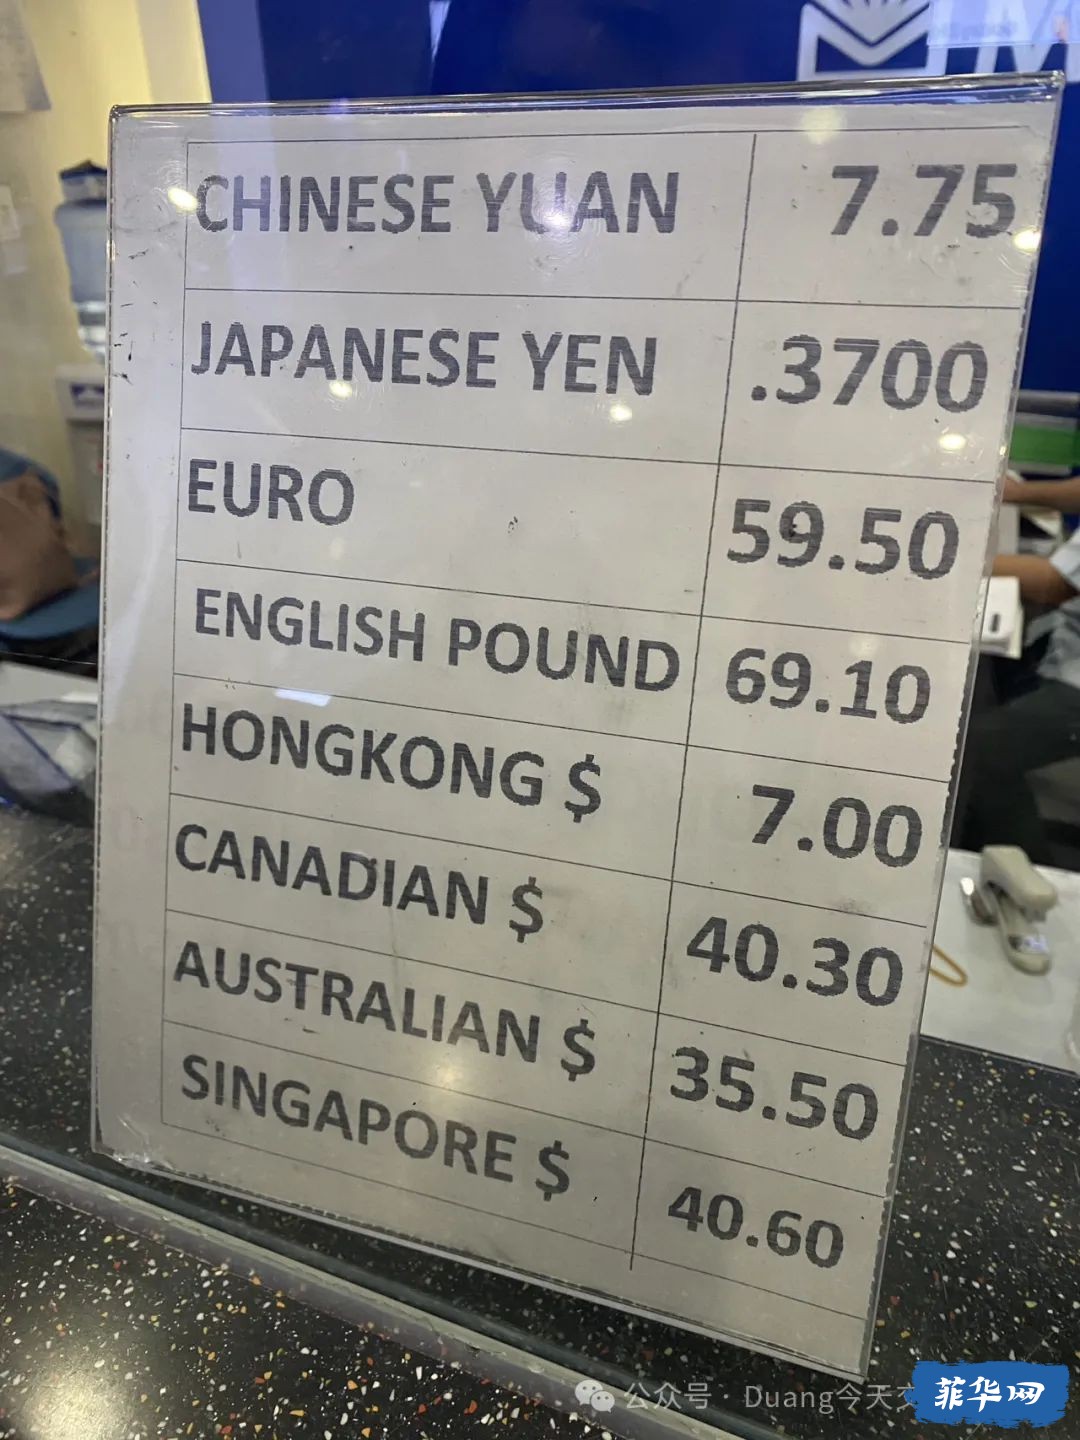 CHINESE YUAN 7.75
JAPANESE YEN .3700
EURO 59.50
ENGLISH POUND 69.10
HONGKONG $ 7.00
CANADIAN $ 40.30
AUSTRALIAN $ 35.50
SINGAPORE $ 40.60
公众号 · Duang今天
菲华网